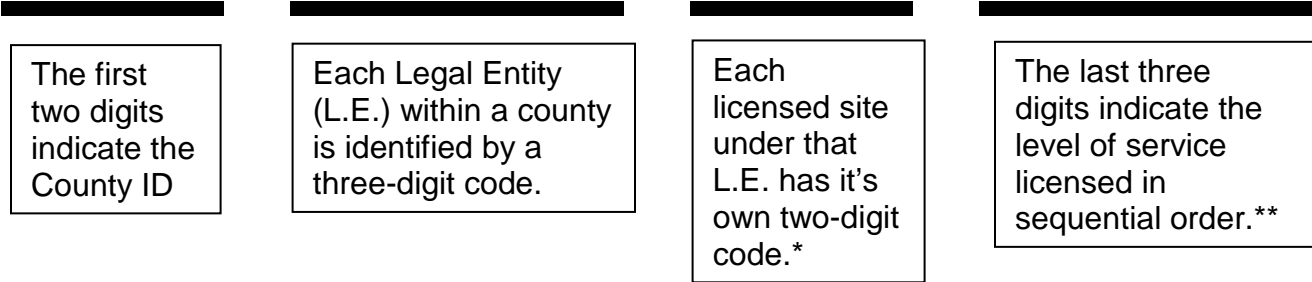 The first
two digits
indicate the
County ID
Each Legal Entity
(L.E.) within a county
is identified by a
three-digit code.
Each
licensed site
under that
L.E. has it's
own two-digit
code.*
The last three
digits indicate the
level of service
licensed in
sequential order.**